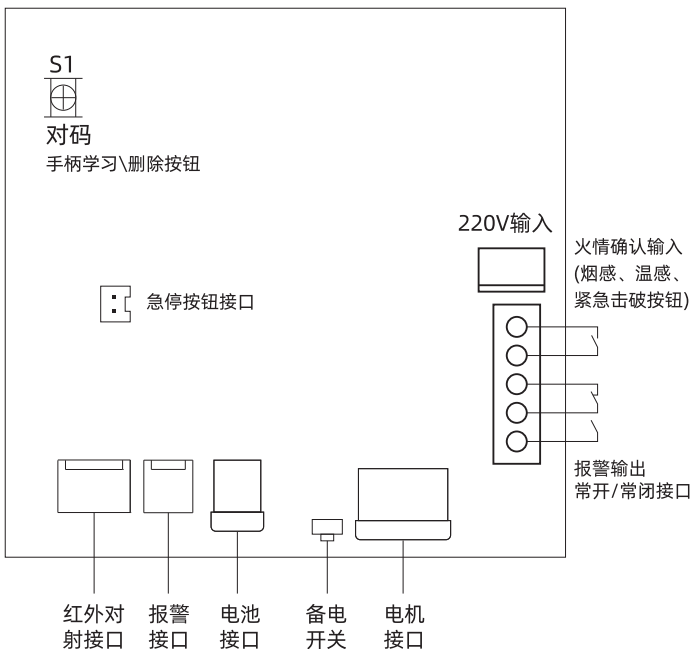 S1
对码
手柄学习\删除按钮
220V输入
火情确认输入
(烟感、温感、
紧急击破按钮)
急停按钮接口
报警输出
常开/常闭接口
红外对
射接口
报警
接口
电池
接口
备电
开关
电机
接口